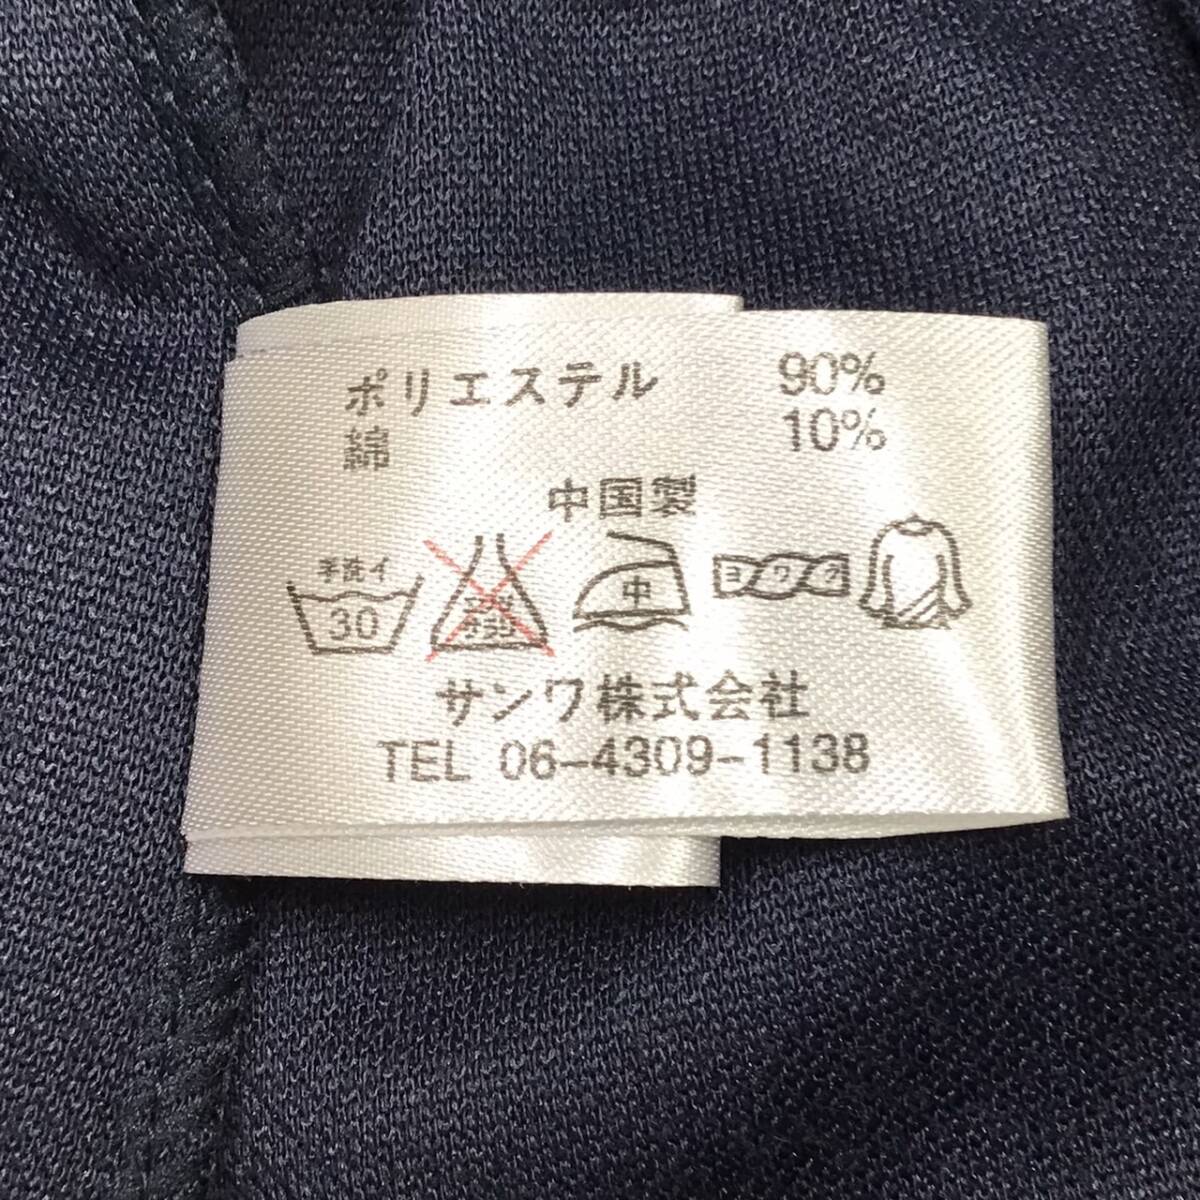 ポリエステル 90%
綿 10%
中国製
手洗イ 30 中 ヨワク
サンワ株式会社
TEL 06-4309-1138